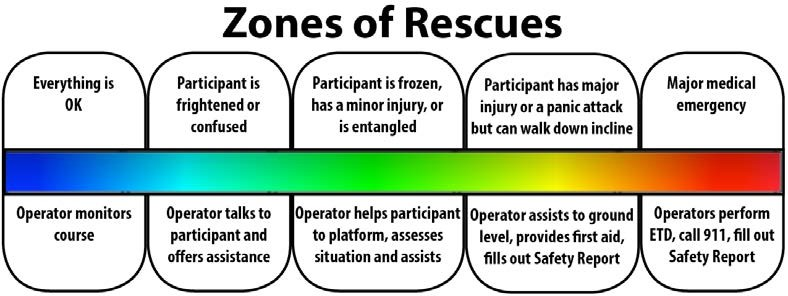 Zones of Rescues
Everything is
OK
Participant is
frightened or
confused
Participant is frozen,
has a minor injury, or
is entangled
Participant has major
injury or a panic attack
but can walk down incline
Major medical
emergency
Operator monitors
course
Operator talks to
participant and
offers assistance
Operator helps participant
to platform, assesses
situation and assists
Operator assists to ground
level, provides first aid,
fills out Safety Report
Operators perform
ETD, call 911, fill out
Safety Report